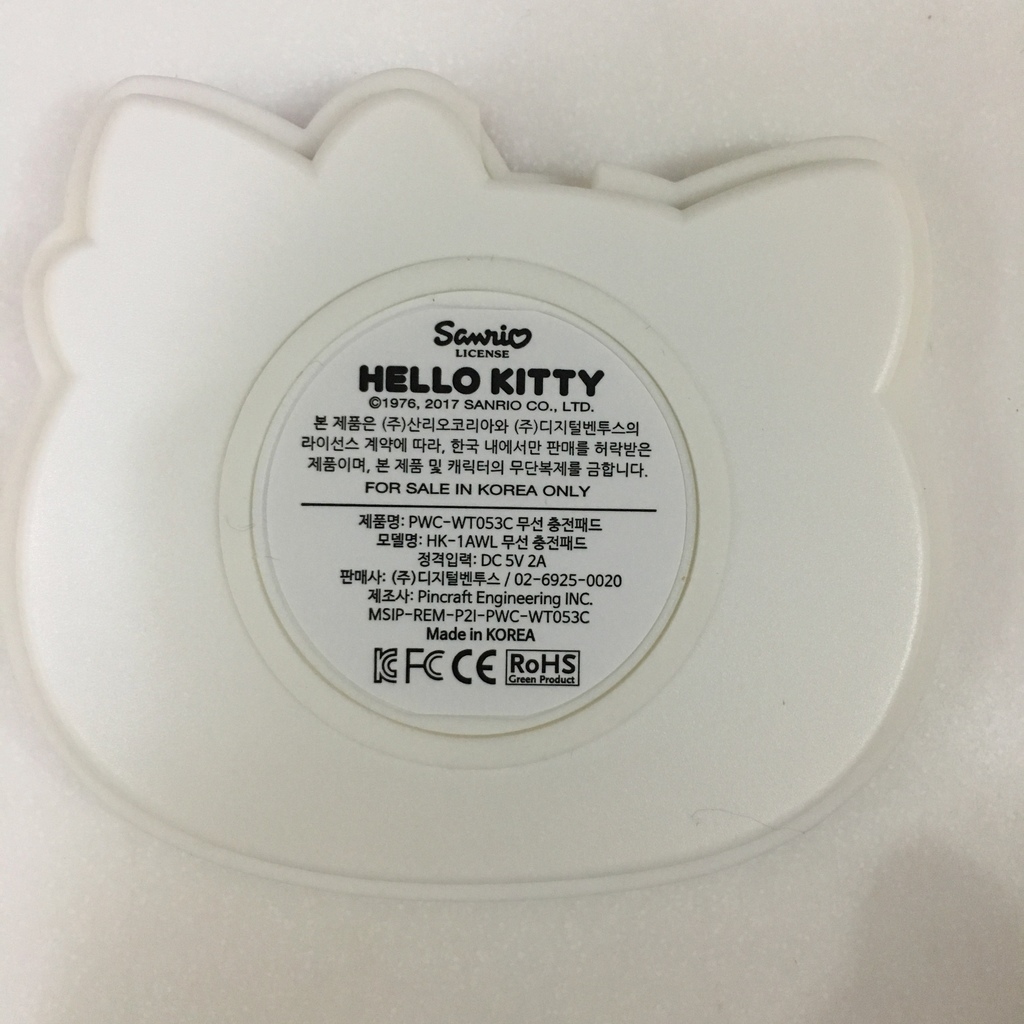 Sanrio
LICENSE
HELLO KITTY
©1976, 2017 SANRIO CO., LTD.
본 제품은 (주)산리오코리아와 (주)디지털벤투스의
라이선스 계약에 따라, 한국 내에서만 판매를 허락받은
제품이며, 본 제품 및 캐릭터의 무단복제를 금합니다.
FOR SALE IN KOREA ONLY
제품명: PWC-WT053C 무선 충전패드
모델명: HK-1AWL 무선 충전패드
정격입력: DC 5V 2A
판매사: (주)디지털벤투스 / 02-6925-0020
제조사: Pincraft Engineering INC.
MSIP-REM-P2I-PWC-WT053C
Made in KOREA
KC FC CE RoHS
Green Product